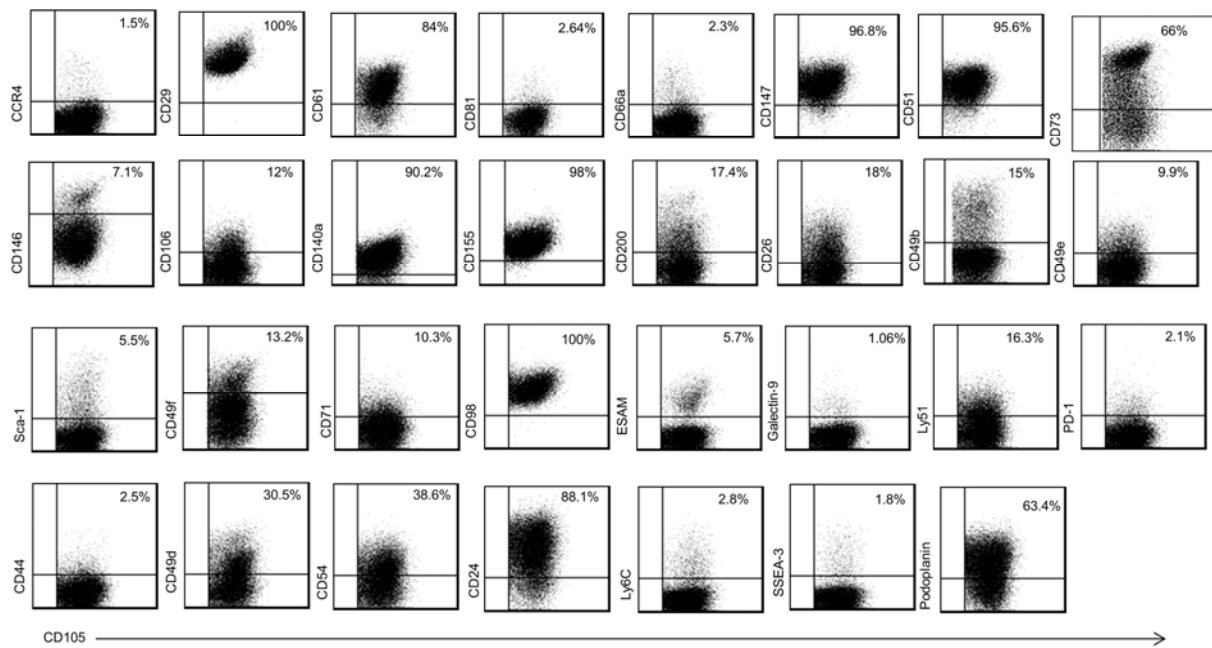 1.5%
CCR4
100%
CD29
84%
CD61
2.64%
CD81
2.3%
CD66a
96.8%
CD147
95.6%
CD51
66%
CD73
7.1%
CD146
12%
CD106
90.2%
CD140a
98%
CD155
17.4%
CD200
18%
CD26
15%
CD49b
9.9%
CD49e
5.5%
Sca-1
13.2%
CD49f
10.3%
CD71
100%
CD98
5.7%
ESAM
1.06%
Galectin-9
16.3%
Ly51
2.1%
PD-1
2.5%
CD44
30.5%
CD49d
38.6%
CD54
88.1%
CD24
2.8%
Ly6C
1.8%
SSEA-3
63.4%
Podoplanin
CD105